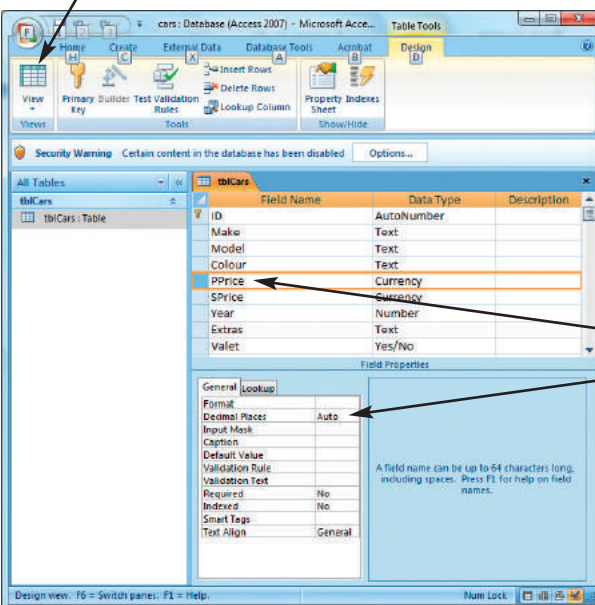 cars : Database (Access 2007) - Microsoft Acce...
Table Tools
1 2 3
Home Create External Data Database Tools Acrobat Design
F H C X A B D
View
Views
Primary Key
Builder
Test Validation Rules
Insert Rows
Delete Rows
Lookup Column
Tools
Property Sheet
Indexes
Show/Hide
Security Warning Certain content in the database has been disabled Options...
All Tables
tblCars
tblCars : Table
tblCars
Field Name Data Type Description
ID AutoNumber
Make Text
Model Text
Colour Text
PPrice Currency
SPrice Currency
Year Number
Extras Text
Valet Yes/No
Field Properties
General Lookup
Format
Decimal Places Auto
Input Mask
Caption
Default Value
Validation Rule
Validation Text
Required No
Indexed No
Smart Tags
Text Align General
A field name can be up to 64 characters long,
including spaces. Press F1 for help on field
names.
Design view. F6 = Switch panes. F1 = Help.
Num Lock